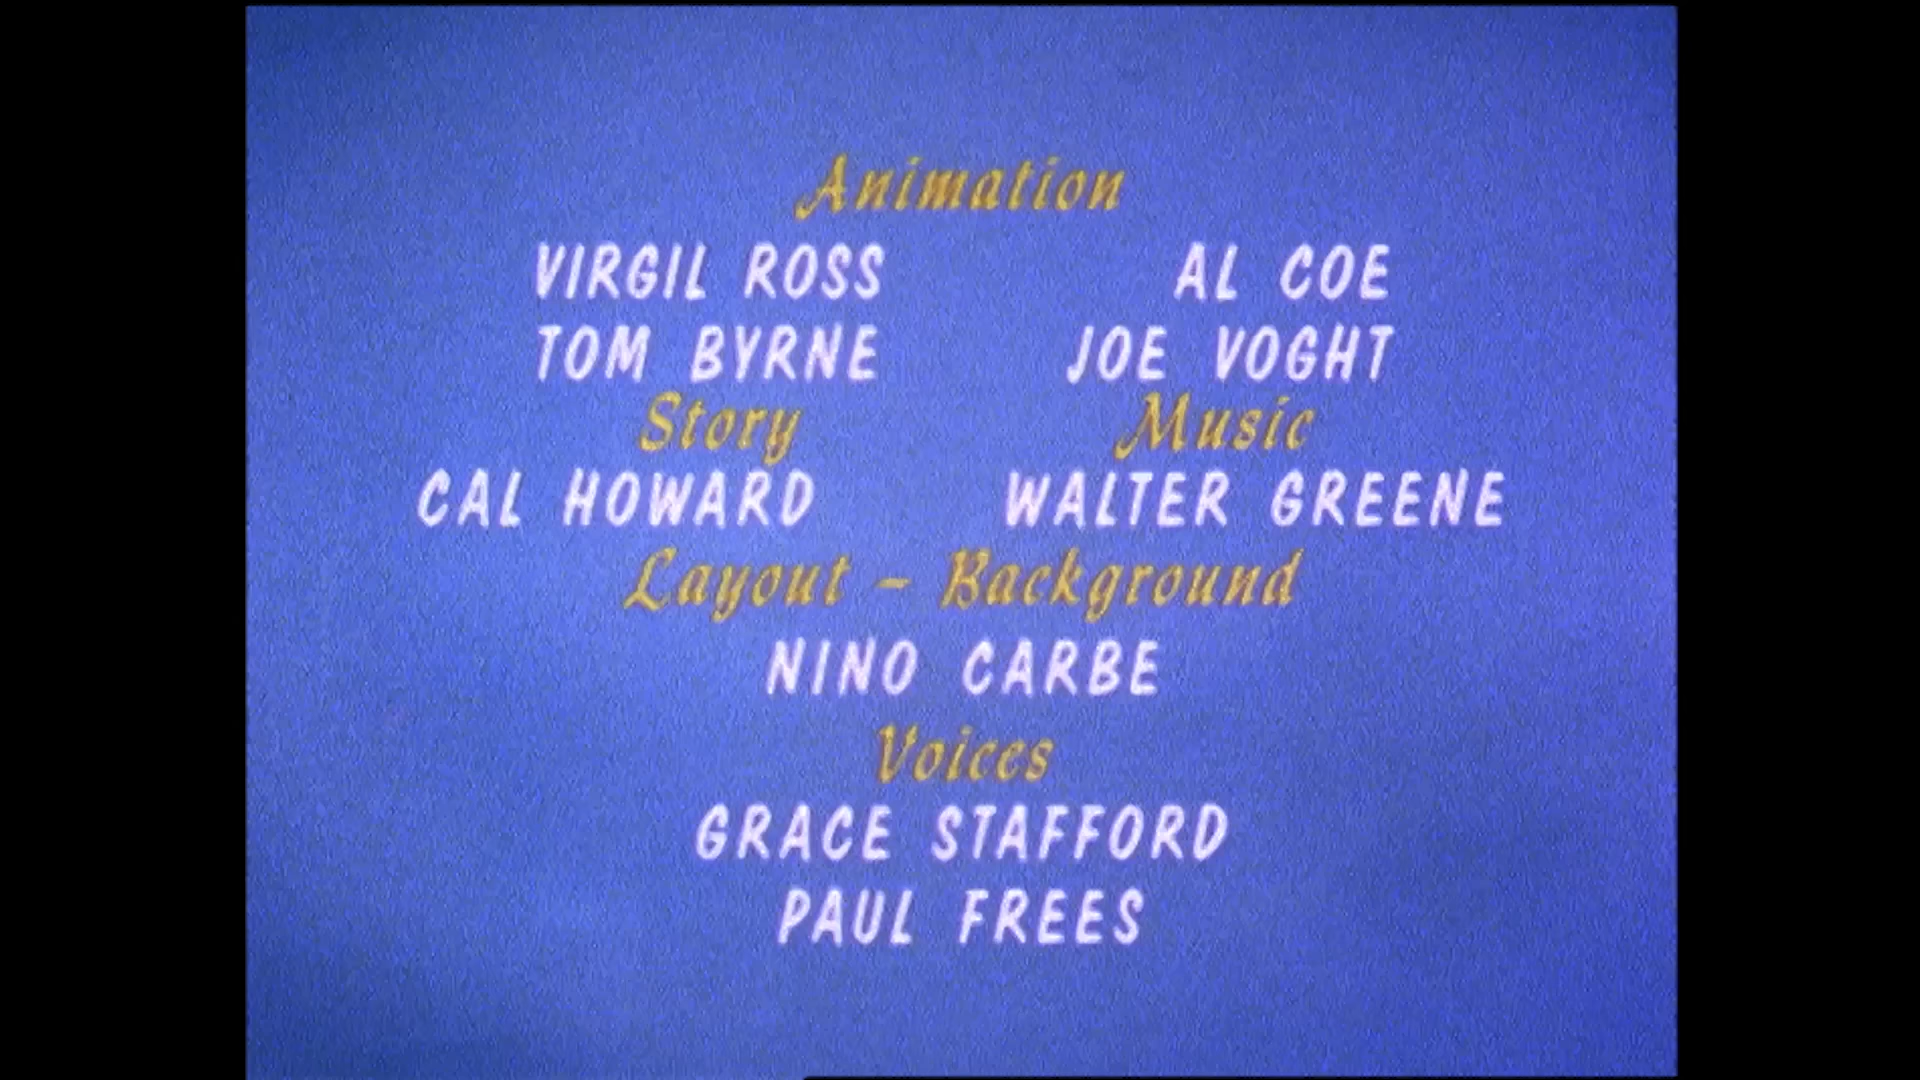 Animation
VIRGIL ROSS AL COE
TOM BYRNE JOE VOGHT
Story Music
CAL HOWARD WALTER GREENE
Layout - Background
NINO CARBE
Voices
GRACE STAFFORD
PAUL FREES